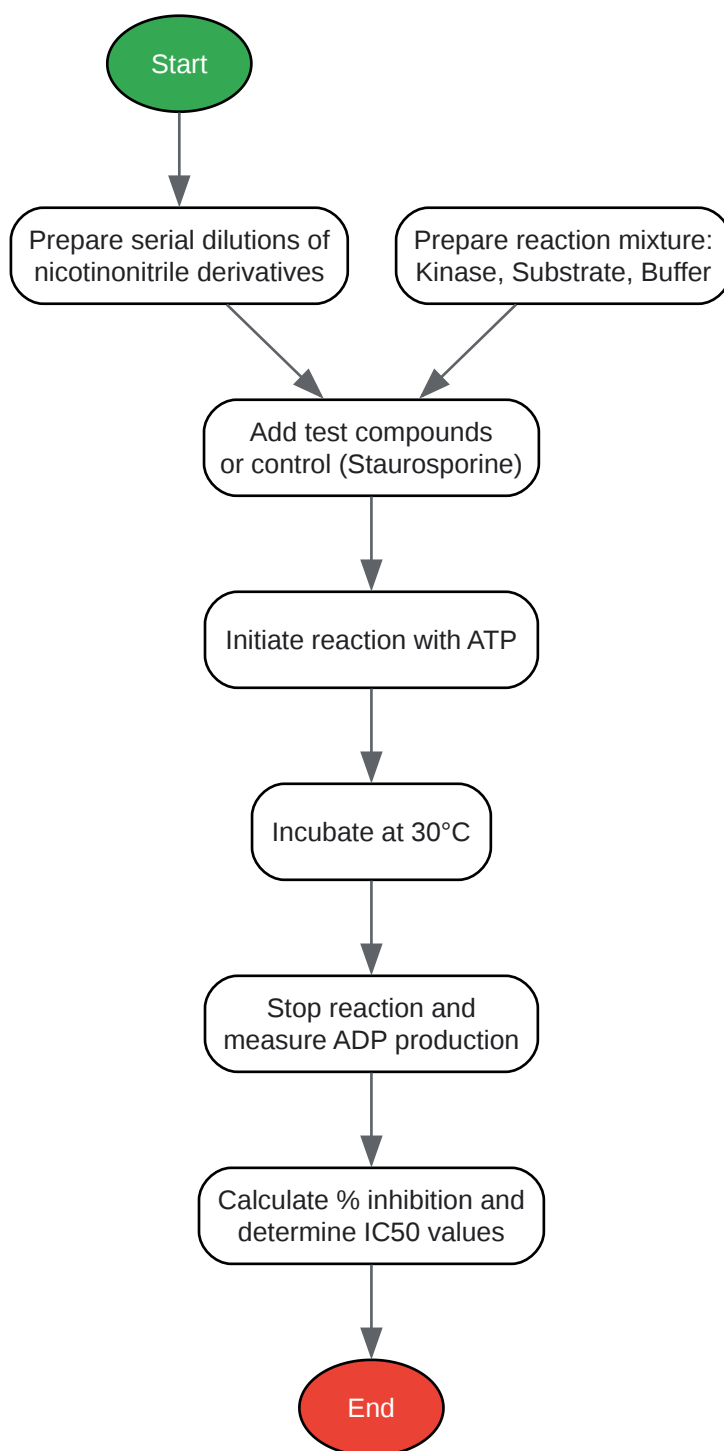 Start
Prepare serial dilutions of
nicotinonitrile derivatives
Prepare reaction mixture:
Kinase, Substrate, Buffer
Add test compounds
or control (Staurosporine)
Initiate reaction with ATP
Incubate at 30°C
Stop reaction and
measure ADP production
Calculate % inhibition and
determine IC50 values
End